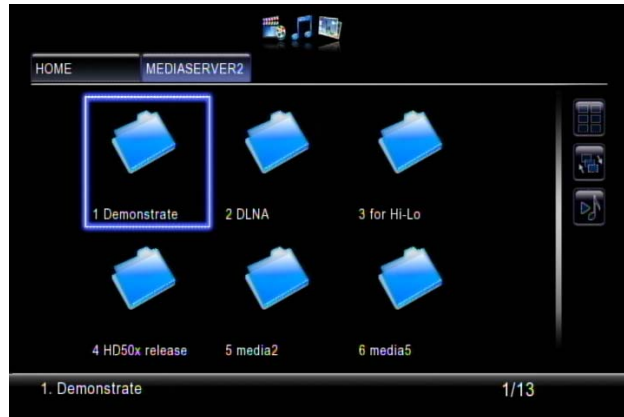 HOME MEDIASERVER2
1 Demonstrate 2 DLNA 3 for Hi-Lo
4 HD50x release 5 media2 6 media5
1. Demonstrate 1/13